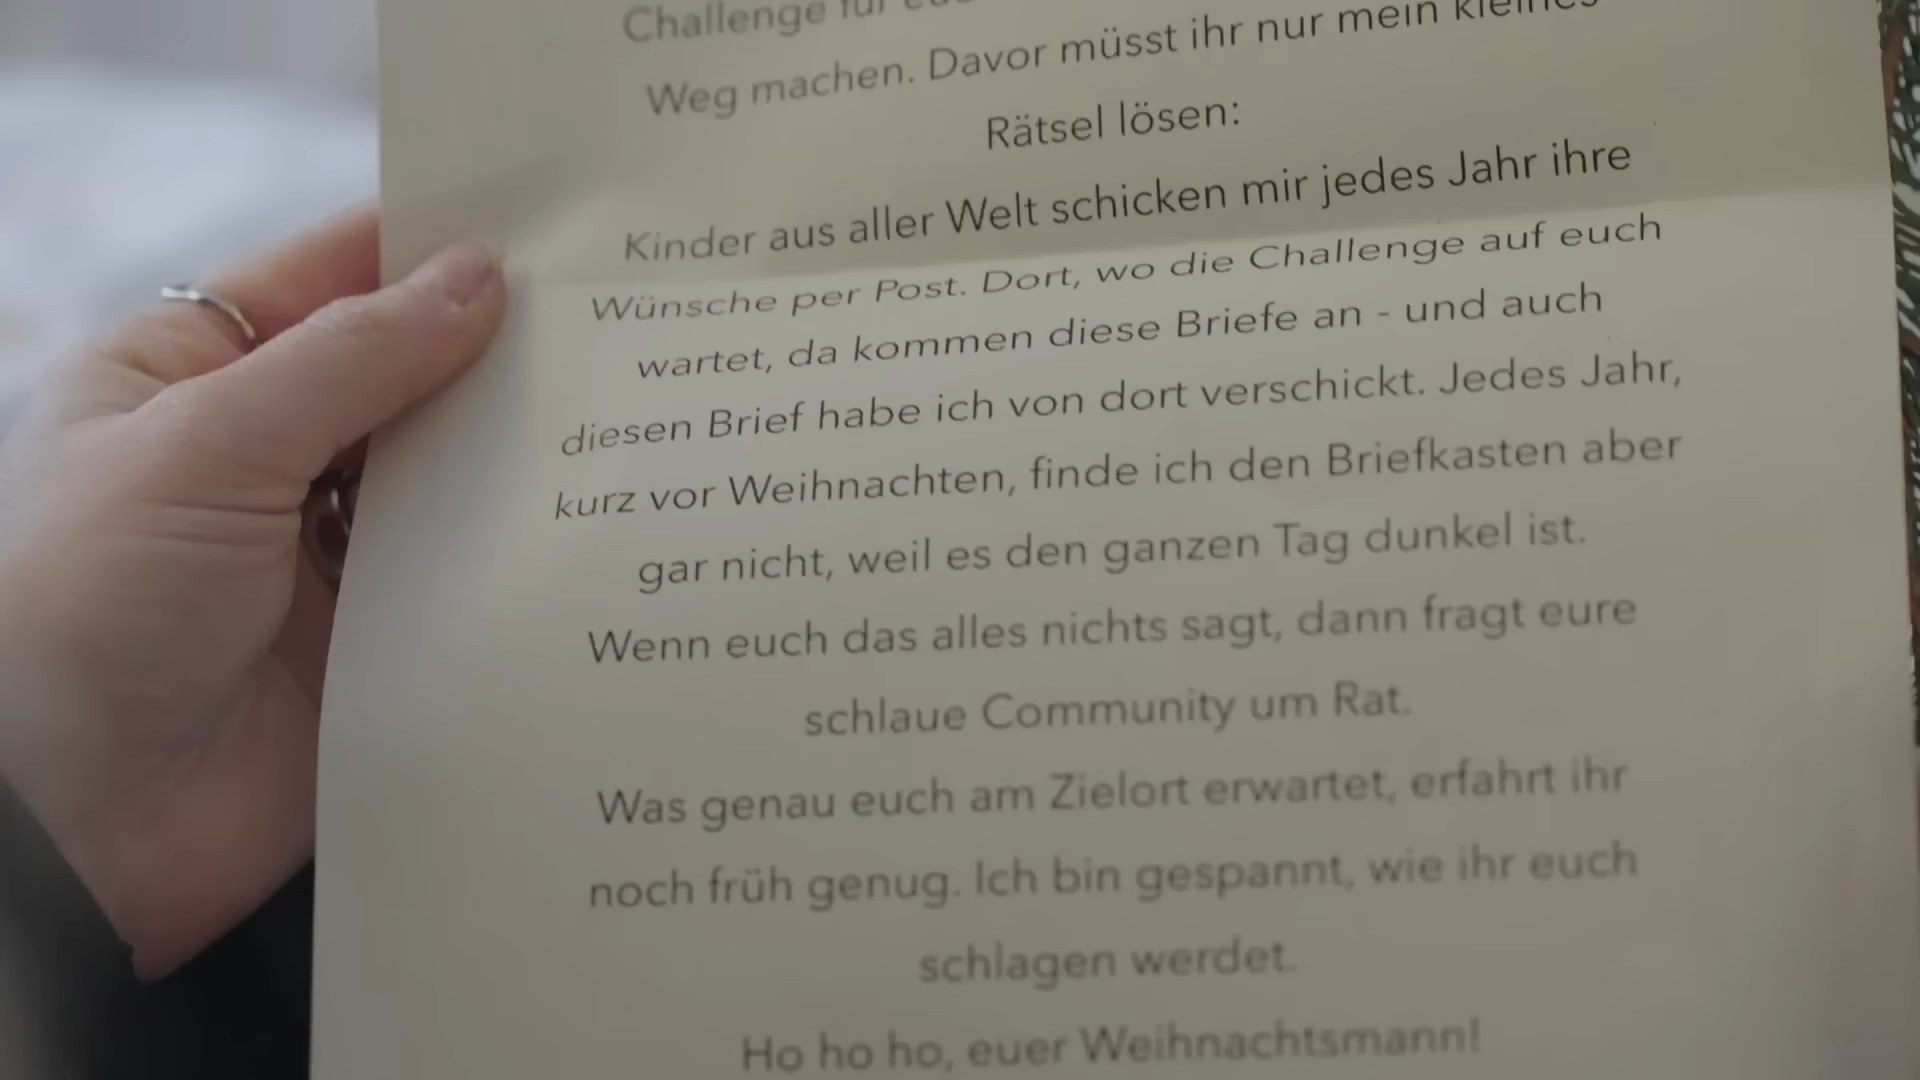 Challenge für
Weg machen. Davor müsst ihr nur mein kleines
Rätsel lösen:
Kinder aus aller Welt schicken mir jedes Jahr ihre
Wünsche per Post. Dort, wo die Challenge auf euch
wartet, da kommen diese Briefe an - und auch
diesen Brief habe ich von dort verschickt. Jedes Jahr,
kurz vor Weihnachten, finde ich den Briefkasten aber
gar nicht, weil es den ganzen Tag dunkel ist.
Wenn euch das alles nichts sagt, dann fragt eure
schlaue Community um Rat.
Was genau euch am Zielort erwartet, erfahrt ihr
noch früh genug. Ich bin gespannt, wie ihr euch
schlagen werdet.
Ho ho ho, euer Weihnachtsmann!